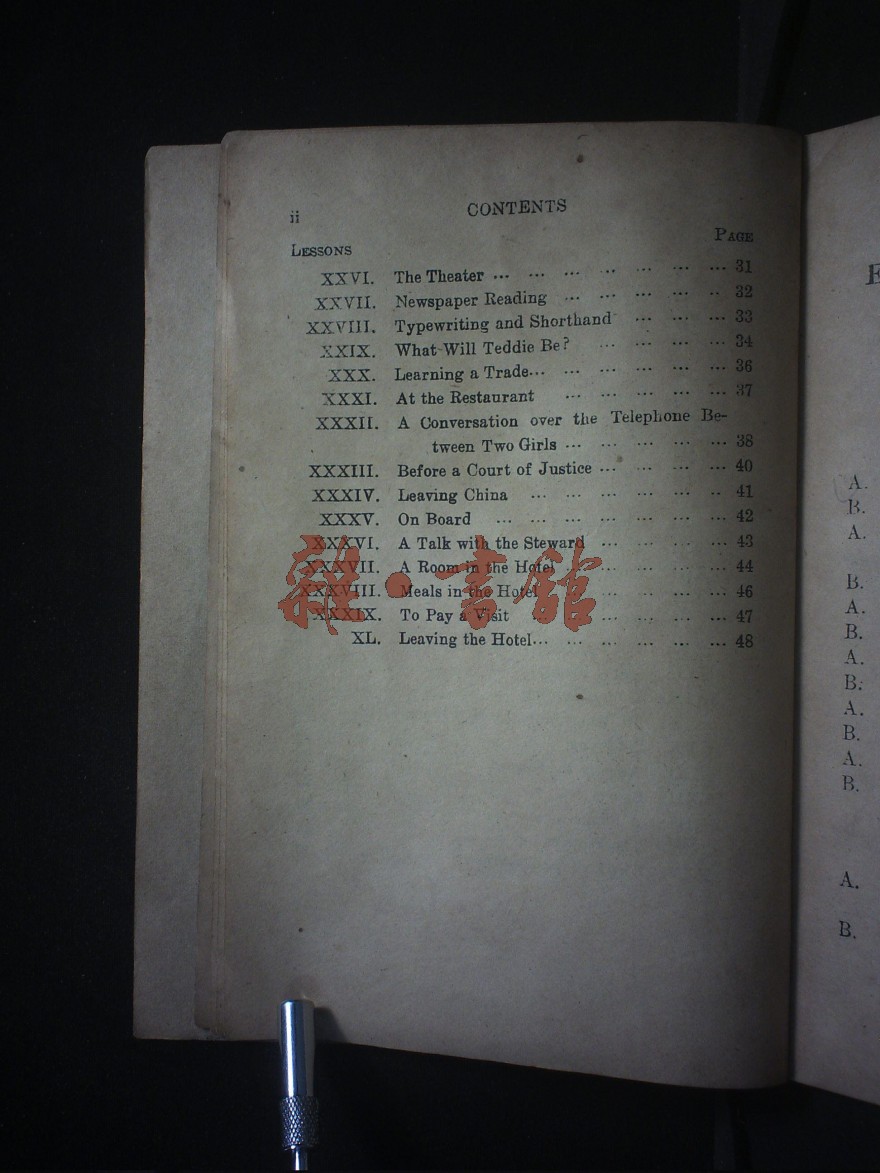 ii
CONTENTS
LESSONS
PAGE
XXVI. The Theater ... ... ... ... ... ... ... 31
XXVII. Newspaper Reading ... ... ... ... .. 32
XXVIII. Typewriting and Shorthand ... ... ... ... 33
XXIX. What Will Teddie Be? ... ... ... ... 34
XXX. Learning a Trade... ... ... ... ... ... 36
XXXI. At the Restaurant ... ... ... ... ... 37
XXXII. A Conversation over the Telephone Be-
tween Two Girls ... ... ... ... ... 38
XXXIII. Before a Court of Justice ... ... ... ... 40
XXXIV. Leaving China ... ... ... ... ... .. 41
XXXV. On Board ... ... ... ... ... ... ... 42
XXXVI. A Talk with the Steward ... ... ... ... 43
XXXVII. A Room in the Hotel ... ... ... ... ... 44
XXXVIII. Meals in the Hotel ... ... ... ... ... 46
XXXIX. To Pay a Visit ... ... ... ... ... ... 47
XL. Leaving the Hotel... ... ... ... ... ... 48
雜·書館
E
A.
B.
A.
B.
A.
B.
A.
B.
A.
B.
A.
B.
A.
B.